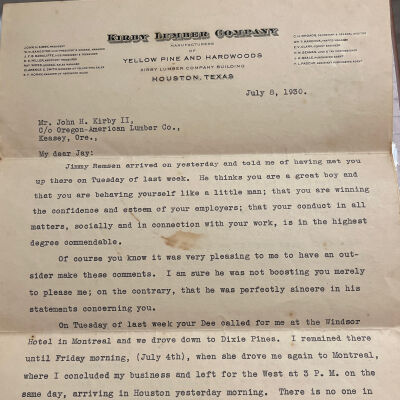 KIRBY LUMBER COMPANY
MANUFACTURERS
OF
YELLOW PINE AND HARDWOODS
KIRBY LUMBER COMPANY BUILDING
HOUSTON, TEXAS
JOHN H. KIRBY, PRESIDENT
July 8, 1930.
Mr. John H. Kirby II,
C/o Oregon-American Lumber Co.,
Keasey, Ore.,
My dear Jay:
Jimmy Remsen arrived on yesterday and told me of having met you
up there on Tuesday of last week. He thinks you are a great boy and
that you are behaving yourself like a little man; that you are winning
the confidence and esteem of your employers; that your conduct in all
matters, socially and in connection with your work, is in the highest
degree commendable.
Of course you know it was very pleasing to me to have an out-
sider make these comments. I am sure he was not boosting you merely
to please me; on the contrary, that he was perfectly sincere in his
statements concerning you.
On Tuesday of last week your Dee called for me at the Windsor
Hotel in Montreal and we drove down to Dixie Pines. I remained there
until Friday morning, (July 4th), when she drove me again to Montreal,
where I concluded my business and left for the West at 3 P. M. on the
same day, arriving in Houston yesterday morning. There is no one in